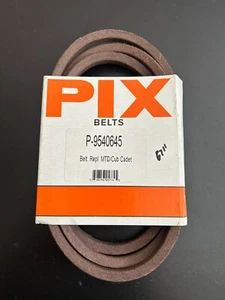 PIX
BELTS
P-9540645
Belt. Repl. MTD/Cub Cadet